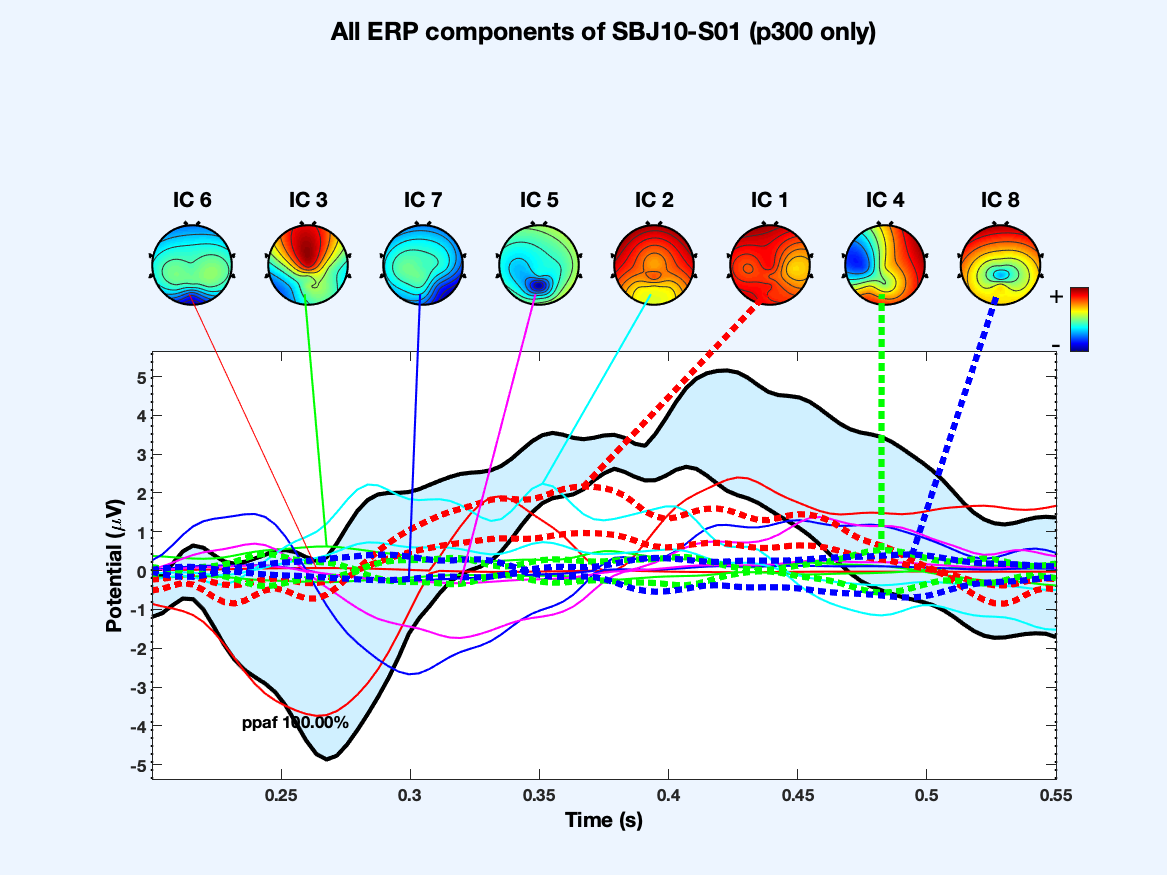 All ERP components of SBJ10-S01 (p300 only)
IC 6 IC 3 IC 7 IC 5 IC 2 IC 1 IC 4 IC 8
+
-
5
4
3
2
1
0
-1
-2
-3
-4
-5
Potential (μV)
ppaf 100.00%
0.25 0.3 0.35 0.4 0.45 0.5 0.55
Time (s)